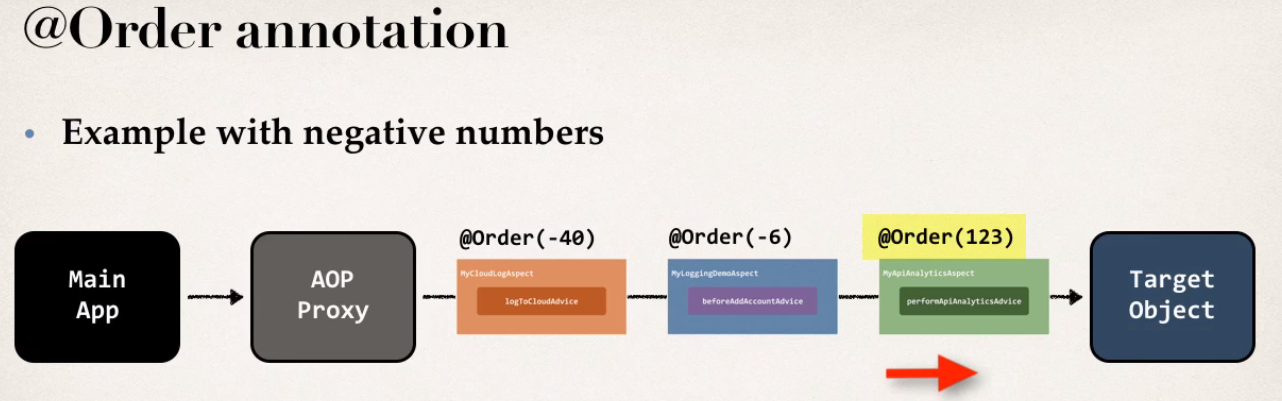 @Order annotation
• Example with negative numbers
@Order(-40) @Order(-6) @Order(123)
Main
App
AOP
Proxy
MyCloudLogAspect
logToCloudAdvice
MyLoggingDemoAspect
beforeAddAccountAdvice
MyApiAnalyticsAspect
performApiAnalyticsAdvice
Target
Object